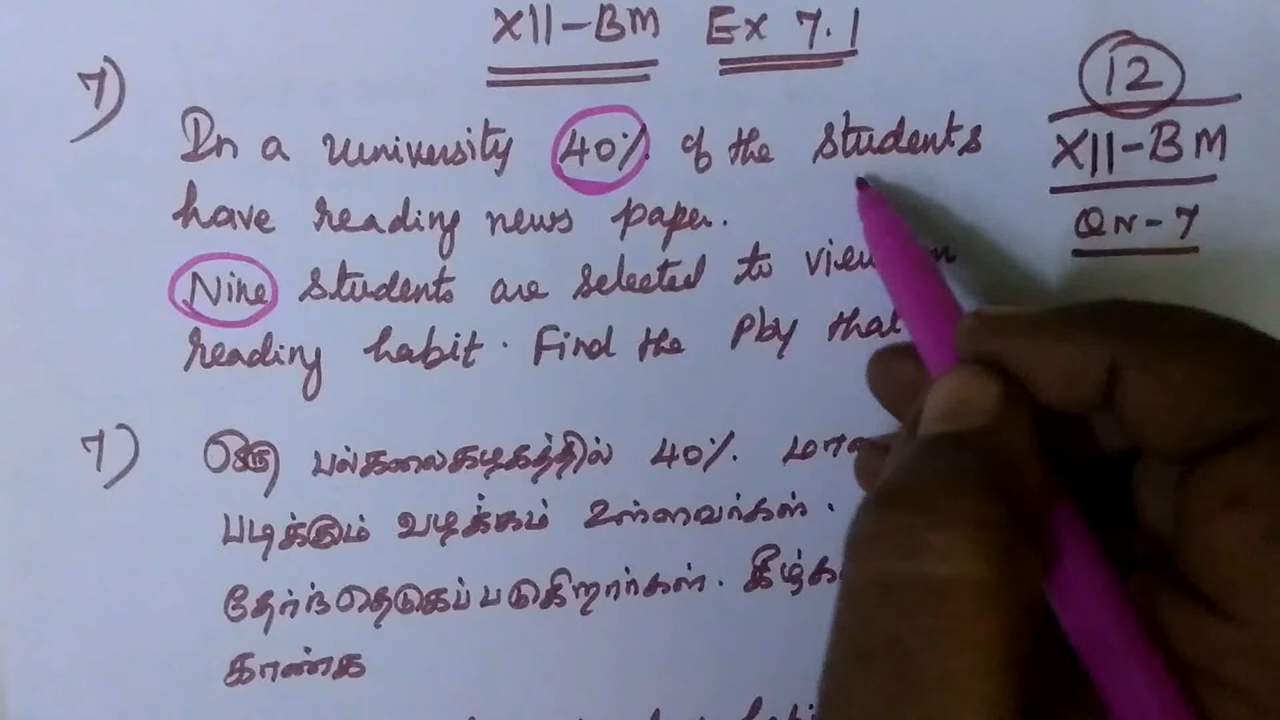 XII-BM Ex 7.1
12
XII-BM
QN-7
7) In a university 40% of the students
have reading news paper.
Nine students are selected to
reading habit. Find the Pby that
7) ஒரு பல்கலைகழகத்தில் 40%
படிக்கும் வழக்கம் உள்ளவர்கள்.
தேர்ந்தெடுகப்படுகிறார்கள்.
காண்க